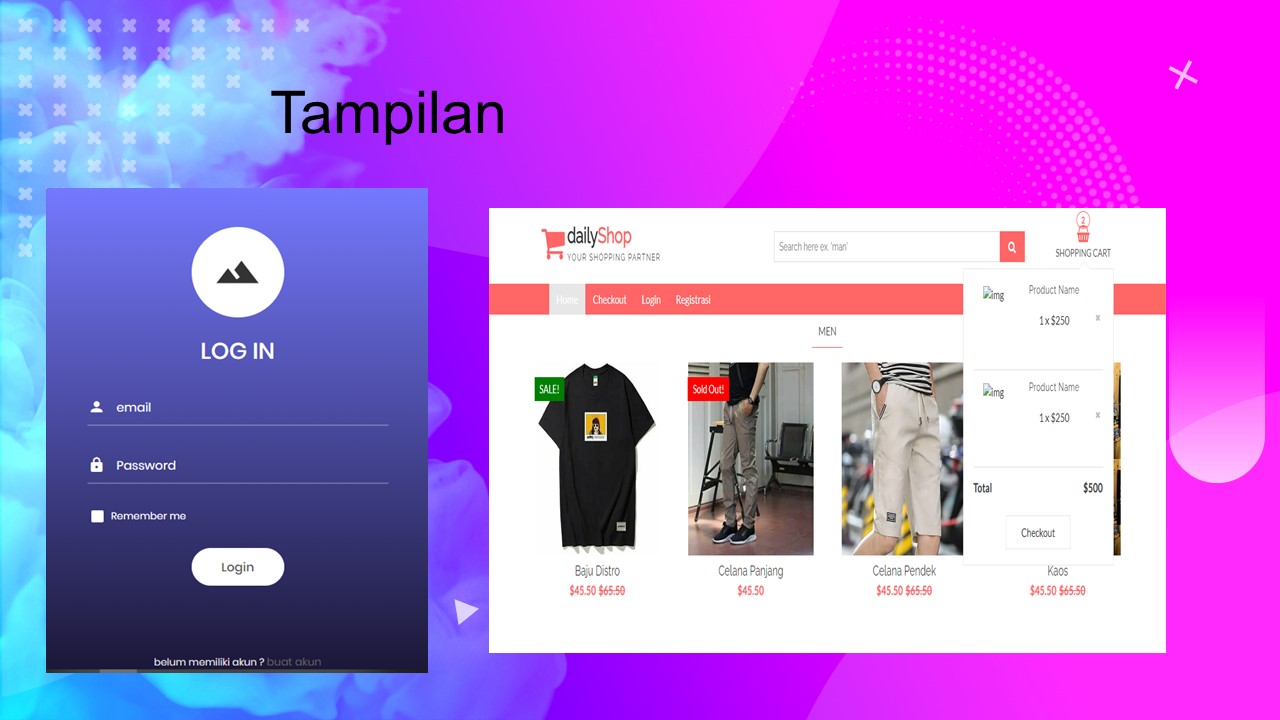 Tampilan
LOG IN
email
Password
Remember me
Login
belum memiliki akun ? buat akun
dailyShop
YOUR SHOPPING PARTNER
Search here ex. 'man'
2
SHOPPING CART
Home Checkout Login Registrasi
MEN
SALE!
Sold Out!
img
Product Name
1 x $250
img
Product Name
1 x $250
Total $500
Checkout
Baju Distro
$45.50 $65.50
Celana Panjang
$45.50
Celana Pendek
$45.50 $65.50
Kaos
$45.50 $65.50